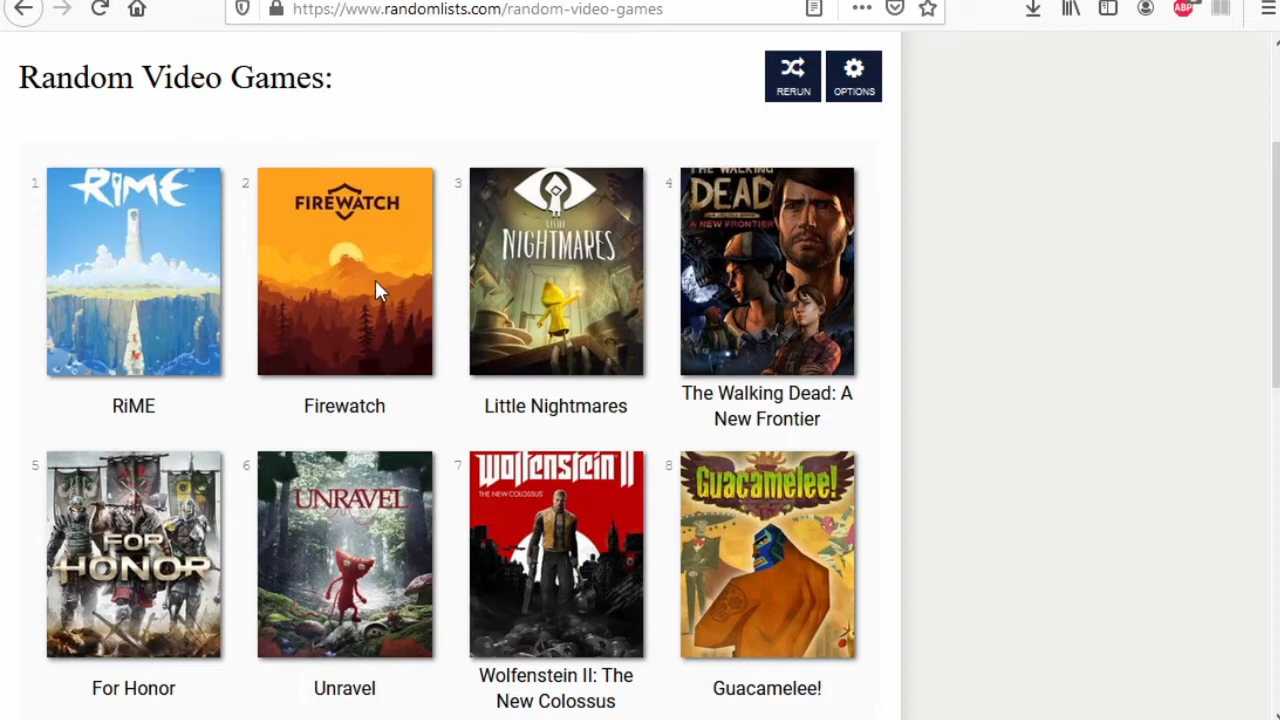 https://www.randomlists.com/random-video-games
ABP
Random Video Games:
RERUN
OPTIONS
1
2
3
4
RiME
FIREWATCH
LITTLE
NIGHTMARES
THE WALKING
DEAD
A NEW FRONTIER
RiME
Firewatch
Little Nightmares
The Walking Dead: A
New Frontier
5
6
7
8
FOR
HONOR
UNRAVEL
Wolfenstein II
THE NEW COLOSSUS
Guacamelee!
For Honor
Unravel
Wolfenstein II: The
New Colossus
Guacamelee!